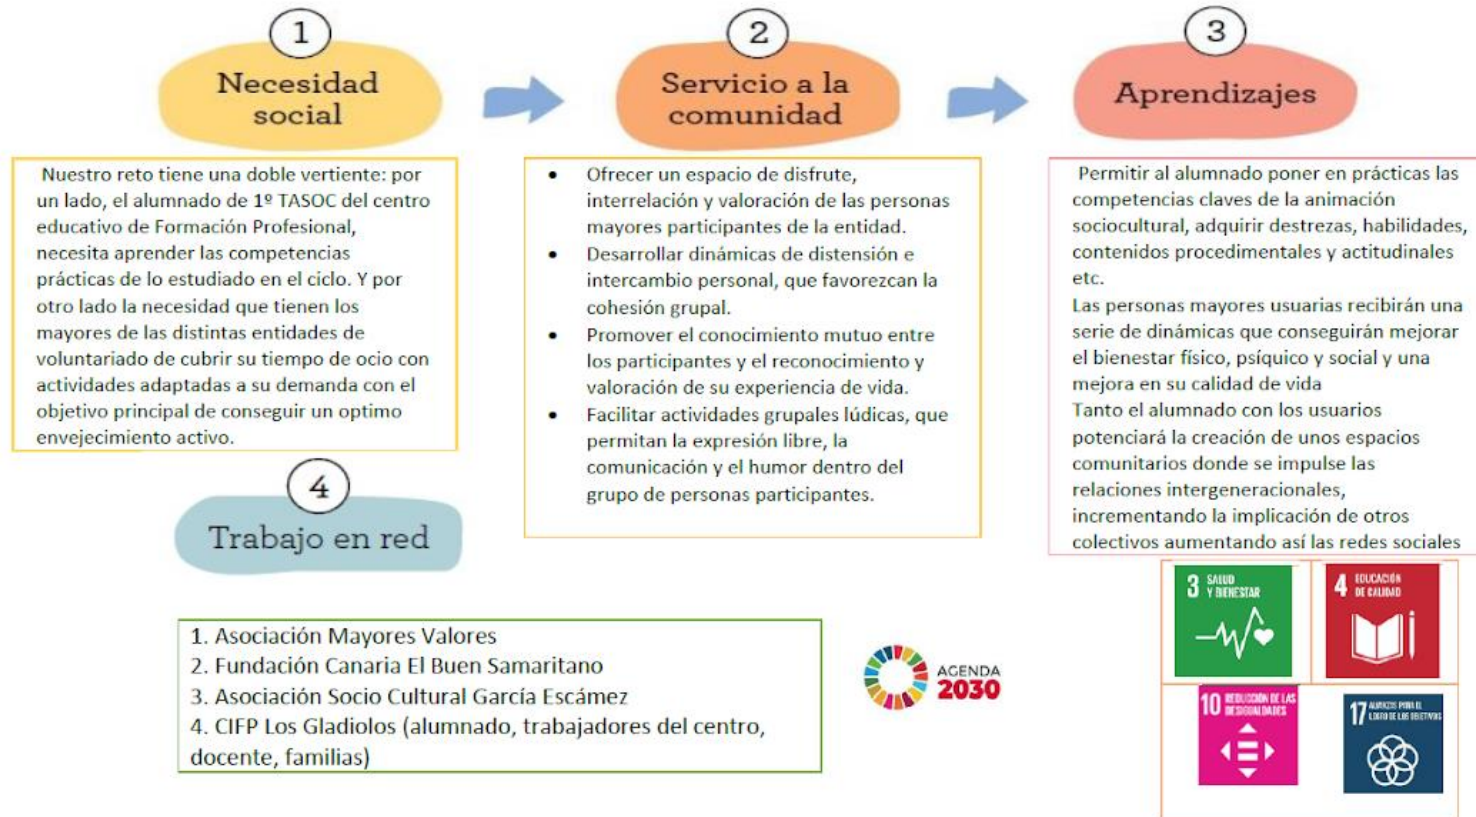 1
Necesidad
social
Nuestro reto tiene una doble vertiente: por
un lado, el alumnado de 1º TASOC del centro
educativo de Formación Profesional,
necesita aprender las competencias
prácticas de lo estudiado en el ciclo. Y por
otro lado la necesidad que tienen los
mayores de las distintas entidades de
voluntariado de cubrir su tiempo de ocio con
actividades adaptadas a su demanda con el
objetivo principal de conseguir un optimo
envejecimiento activo.
2
Servicio a la
comunidad
• Ofrecer un espacio de disfrute,
interrelación y valoración de las personas
mayores participantes de la entidad.
• Desarrollar dinámicas de distensión e
intercambio personal, que favorezcan la
cohesión grupal.
• Promover el conocimiento mutuo entre
los participantes y el reconocimiento y
valoración de su experiencia de vida.
• Facilitar actividades grupales lúdicas, que
permitan la expresión libre, la
comunicación y el humor dentro del
grupo de personas participantes.
3
Aprendizajes
Permitir al alumnado poner en prácticas las
competencias claves de la animación
sociocultural, adquirir destrezas, habilidades,
contenidos procedimentales y actitudinales
etc.
Las personas mayores usuarias recibirán una
serie de dinámicas que conseguirán mejorar
el bienestar físico, psíquico y social y una
mejora en su calidad de vida
Tanto el alumnado con los usuarios
potenciará la creación de unos espacios
comunitarios donde se impulse las
relaciones intergeneracionales,
incrementando la implicación de otros
colectivos aumentando así las redes sociales
4
Trabajo en red
1. Asociación Mayores Valores
2. Fundación Canaria El Buen Samaritano
3. Asociación Socio Cultural García Escámez
4. CIFP Los Gladiolos (alumnado, trabajadores del centro,
docente, familias)
AGENDA
2030
3 SALUD
Y BIENESTAR
4 EDUCACIÓN
DE CALIDAD
10 REDUCCIÓN DE LAS
DESIGUALDADES
17 ALIANZAS PARA EL
LOGRO DE LOS OBJETIVOS